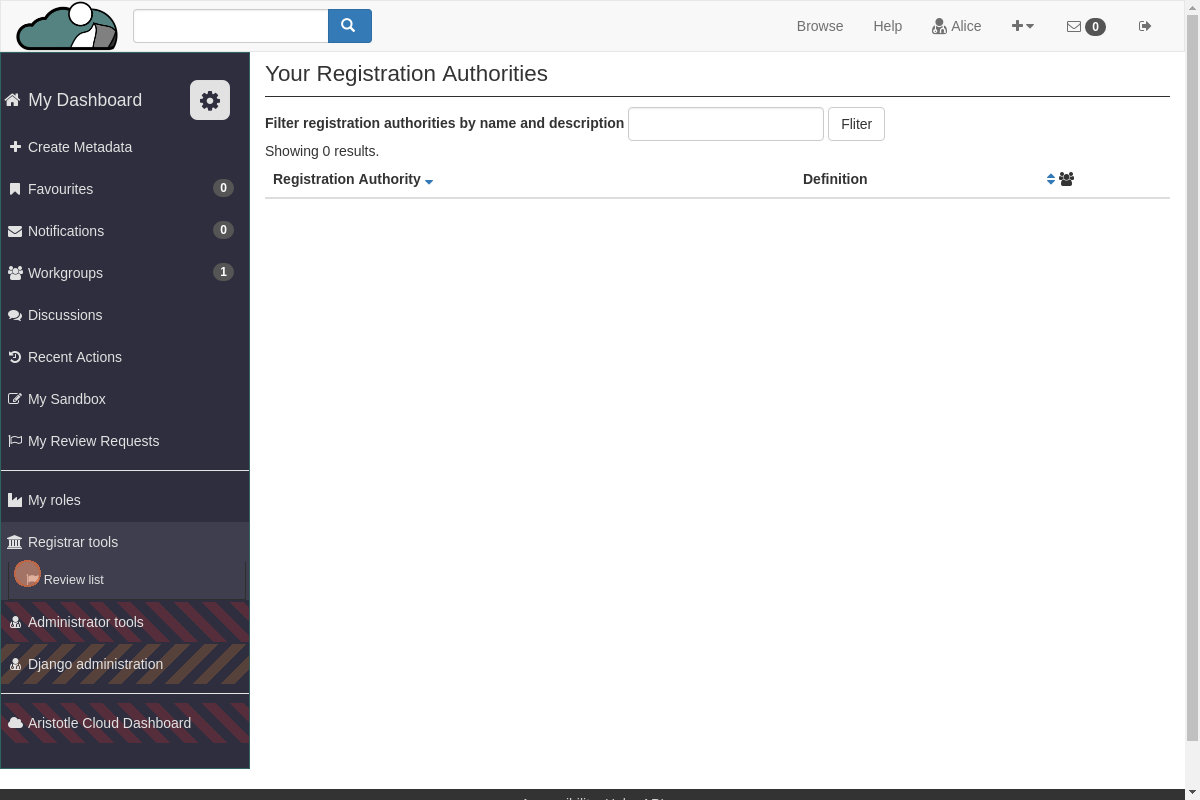 Browse
Help
Alice
0
My Dashboard
Create Metadata
Favourites 0
Notifications 0
Workgroups 1
Discussions
Recent Actions
My Sandbox
My Review Requests
My roles
Registrar tools
Review list
Administrator tools
Django administration
Aristotle Cloud Dashboard
Your Registration Authorities
Filter registration authorities by name and description
Fliter
Showing 0 results.
Registration Authority
Definition